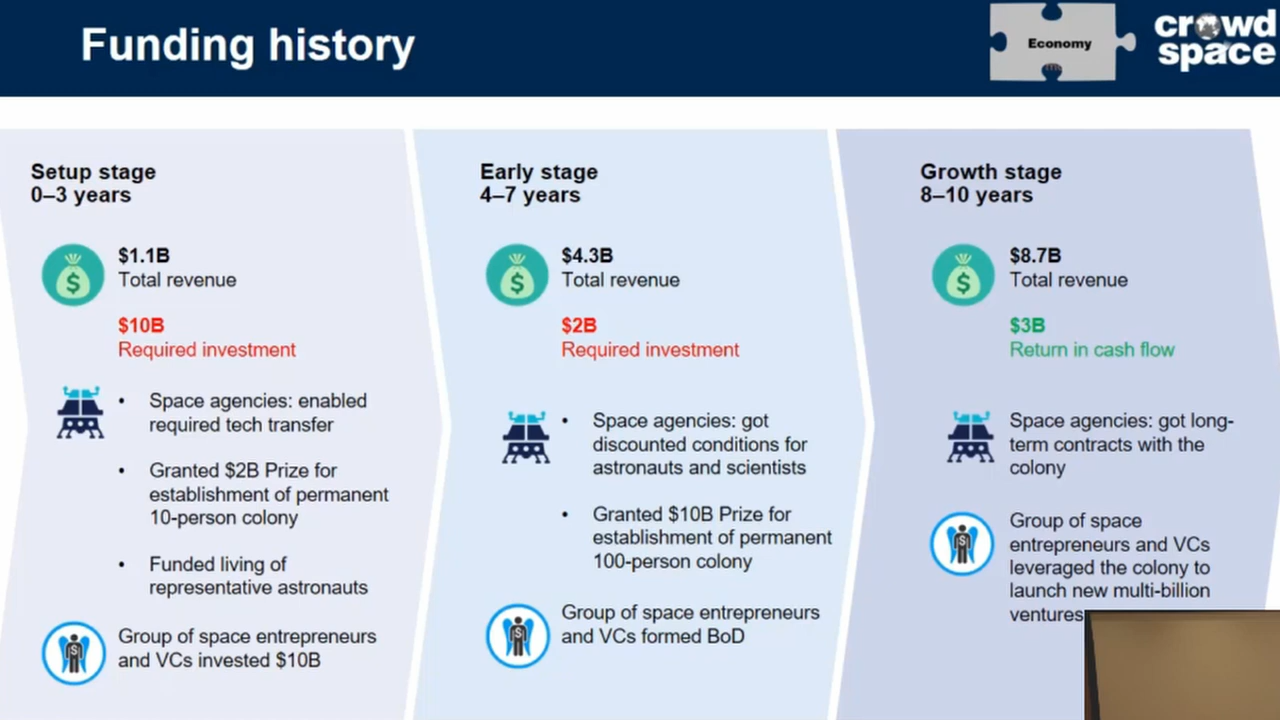 Funding history
Economy
crowd
space
Setup stage
0–3 years
$1.1B
Total revenue
$10B
Required investment
• Space agencies: enabled
required tech transfer
• Granted $2B Prize for
establishment of permanent
10-person colony
• Funded living of
representative astronauts
Group of space entrepreneurs
and VCs invested $10B
Early stage
4–7 years
$4.3B
Total revenue
$2B
Required investment
• Space agencies: got
discounted conditions for
astronauts and scientists
• Granted $10B Prize for
establishment of permanent
100-person colony
Group of space entrepreneurs
and VCs formed BoD
Growth stage
8–10 years
$8.7B
Total revenue
$3B
Return in cash flow
Space agencies: got long-
term contracts with the
colony
Group of space
entrepreneurs and VCs
leveraged the colony to
launch new multi-billion
ventures